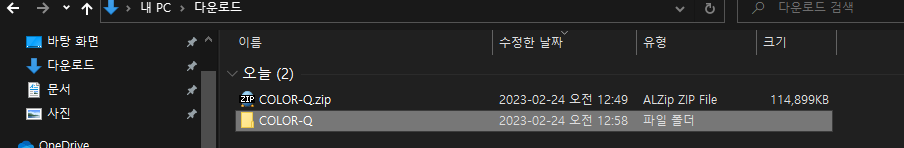 내 PC > 다운로드
다운로드 검색
이름 수정한 날짜 유형 크기
바탕 화면
다운로드
문서
사진
OneDrive
오늘 (2)
ZIP COLOR-Q.zip 2023-02-24 오전 12:49 ALZip ZIP File 114,899KB
COLOR-Q 2023-02-24 오전 12:58 파일 폴더